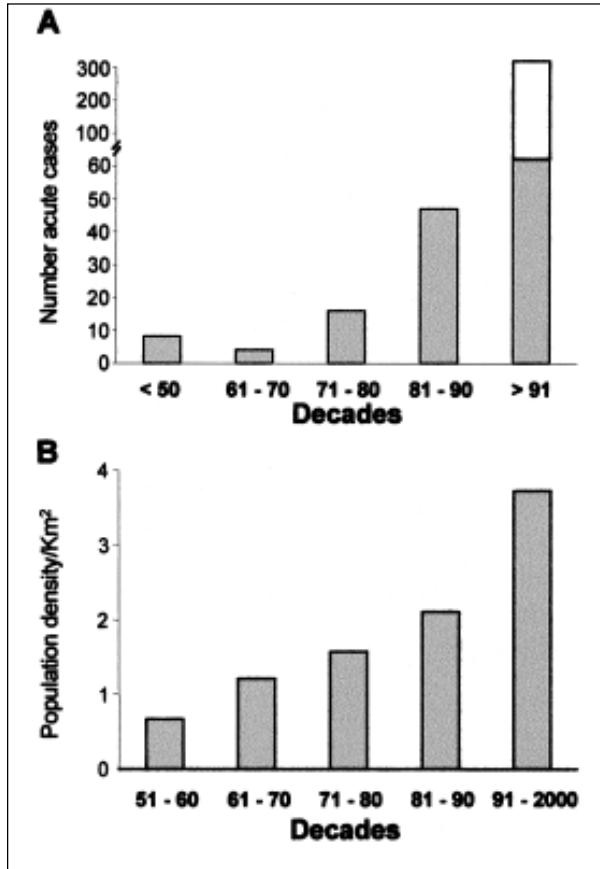 A
Number acute cases
300
200
100
60
50
40
30
20
10
0
< 50 61 - 70 71 - 80 81 - 90 > 91
Decades
B
Population density/Km²
4
3
2
1
0
51 - 60 61 - 70 71 - 80 81 - 90 91 - 2000
Decades